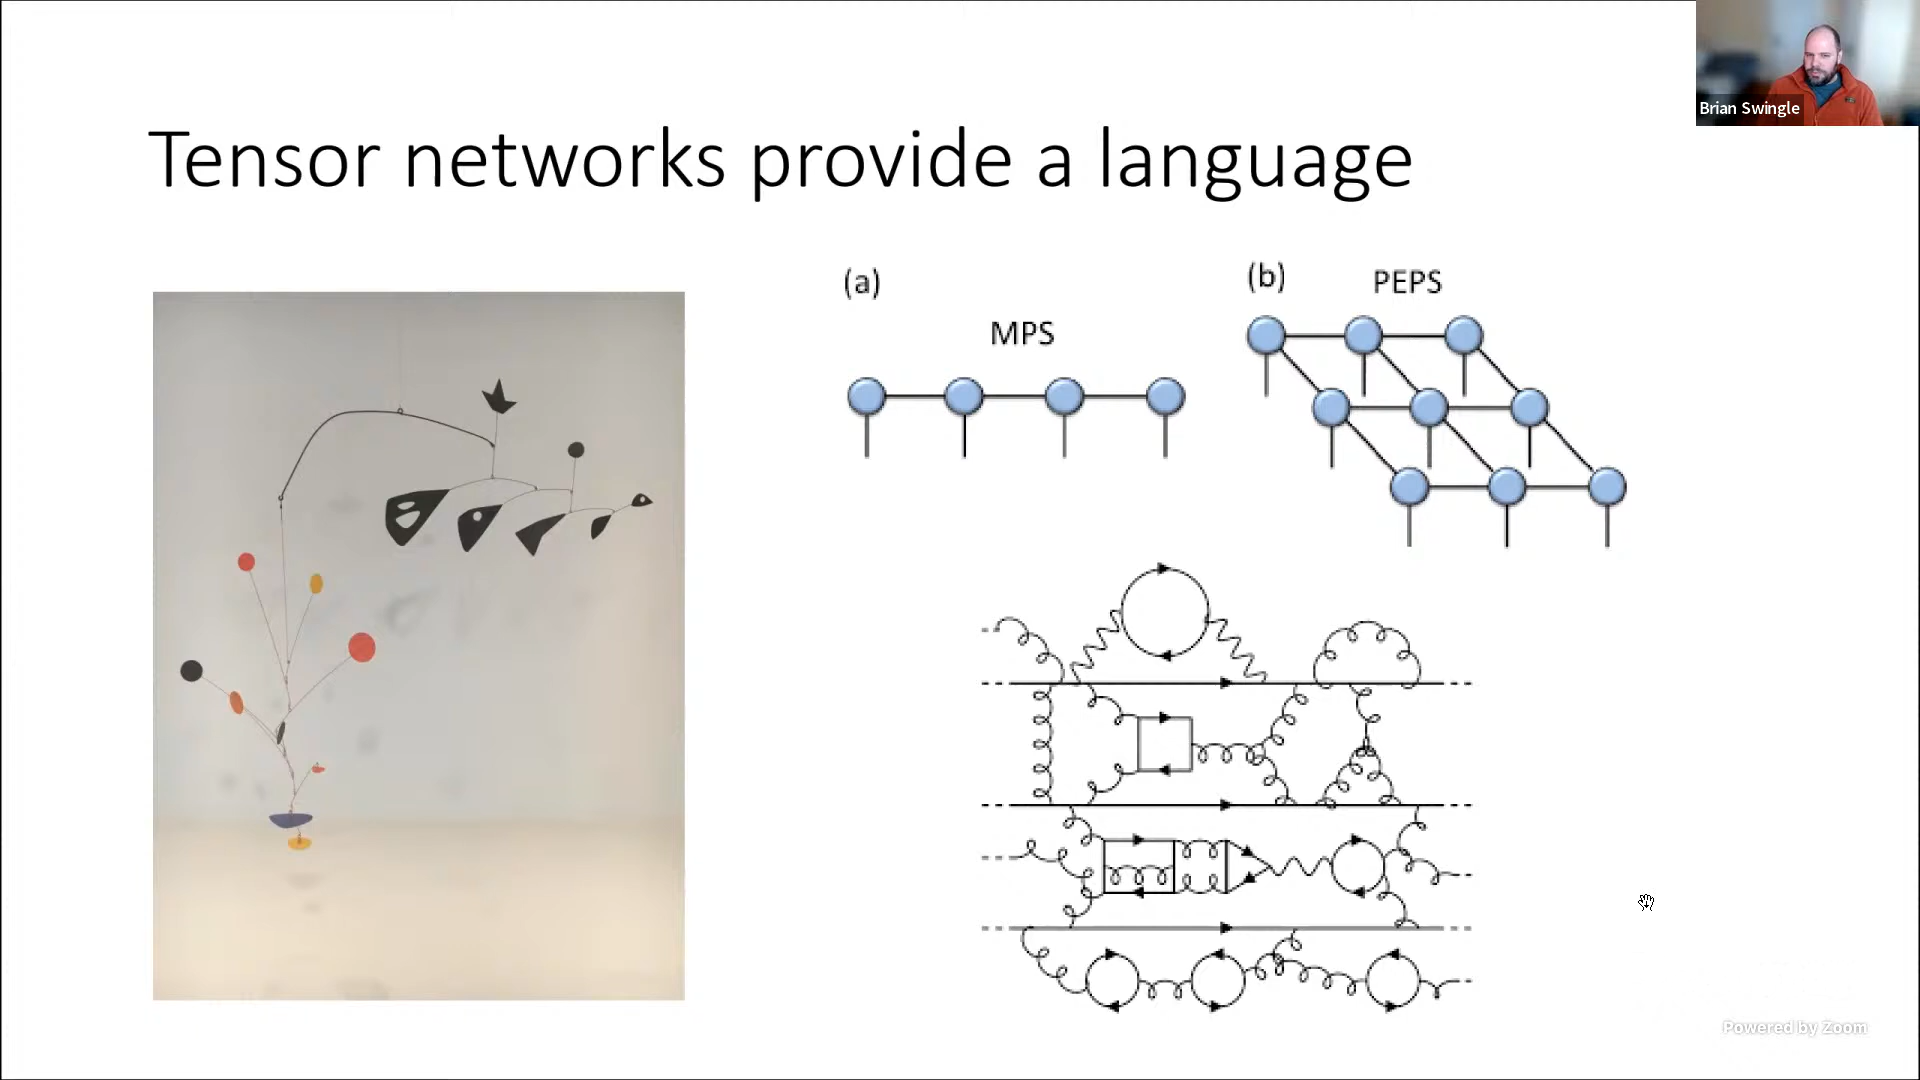 Brian Swingle
Tensor networks provide a language
(a)
MPS
(b)
PEPS
Powered by Zoom